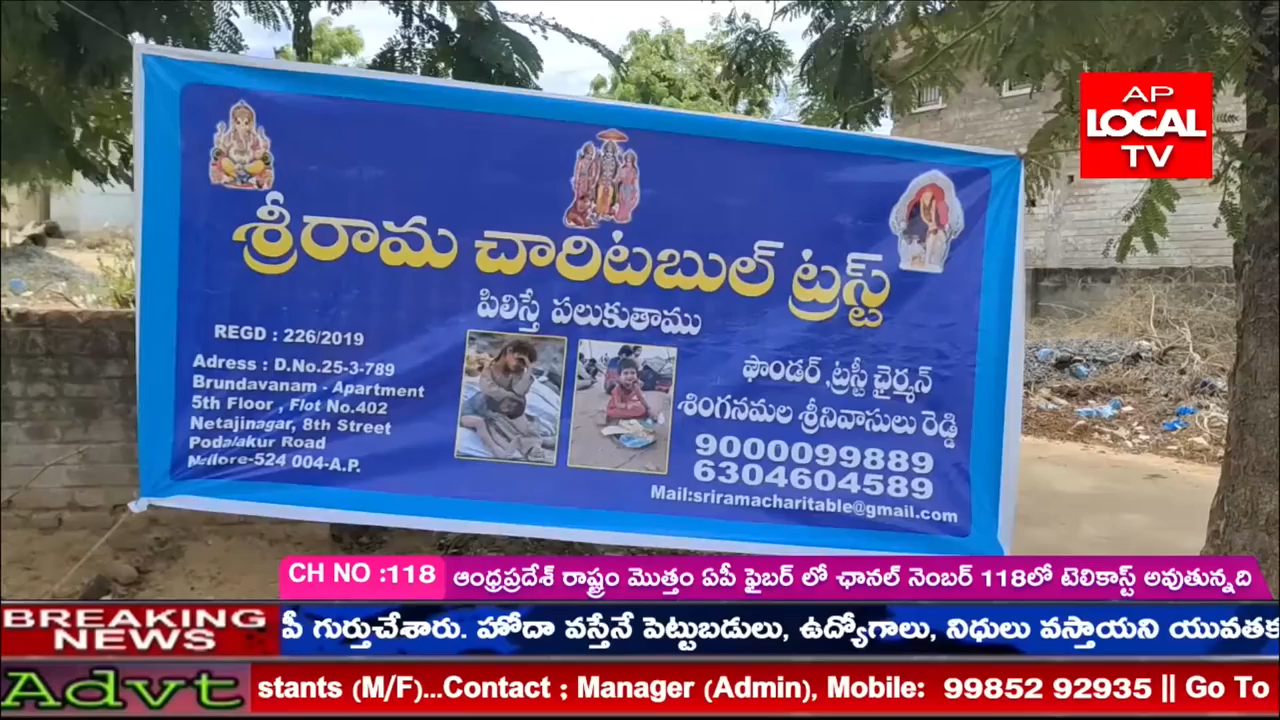 AP
LOCAL
TV
శ్రీరామ చారిటబుల్ ట్రస్ట్
పిలిస్తే పలుకుతాము
REGD : 226/2019
Adress : D.No.25-3-789
Brundavanam - Apartment
5th Floor , Flot No.402
Netajinagar, 8th Street
Podalakur Road
Nellore-524 004-A.P.
ఫౌండర్ ,ట్రస్టీ ఛైర్మన్
శింగనమల శ్రీనివాసులు రెడ్డి
9000099889
6304604589
Mail:sriramacharitable@gmail.com
CH NO :118 ఆంధ్రప్రదేశ్ రాష్ట్రం మొత్తం ఏపీ ఫైబర్ లో ఛానల్ నెంబర్ 118లో టెలికాస్ట్ అవుతున్నది
BREAKING
NEWS
పీ గుర్తుచేశారు. హోదా వస్తేనే పెట్టుబడులు, ఉద్యోగాలు, నిధులు వస్తాయని యువతక
Advt
stants (M/F)...Contact ; Manager (Admin), Mobile: 99852 92935 || Go To